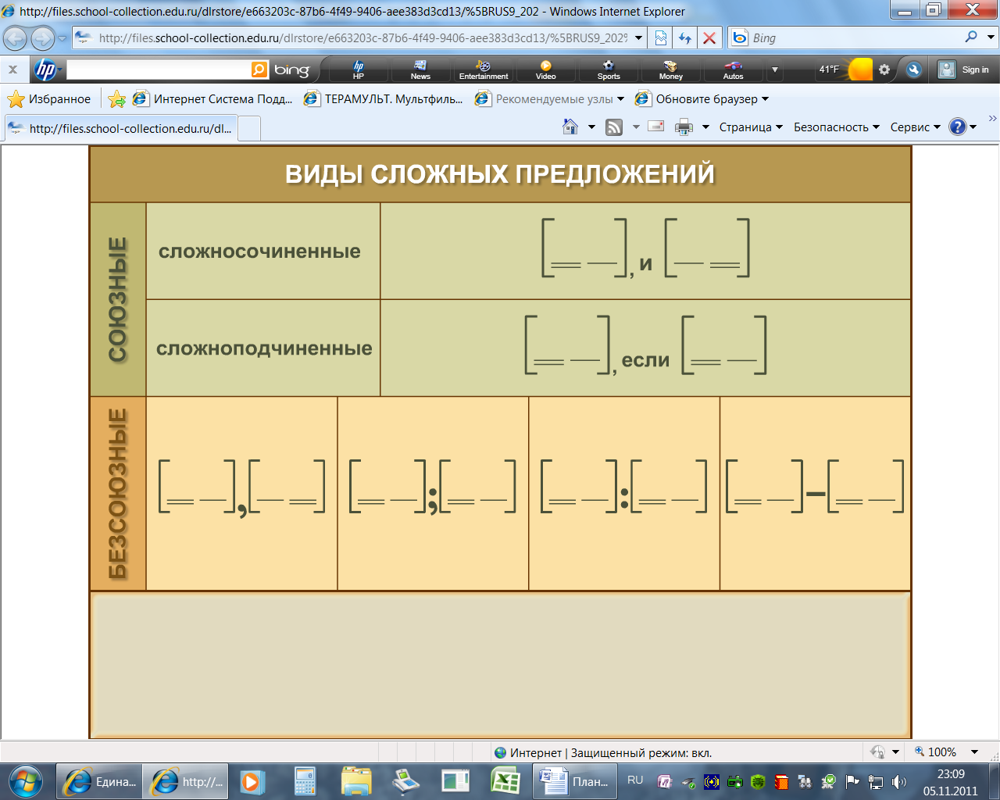 http://files.school-collection.edu.ru/dlrstore/e663203c-87b6-4f49-9406-aee383d3cd13/%5BRUS9_202 - Windows Internet Explorer
http://files.school-collection.edu.ru/dlrstore/e663203c-87b6-4f49-9406-aee383d3cd13/%5BRUS9_202%
Bing
hp
bing
HP
News
Entertainment
Video
Sports
Money
Autos
41°F
Sign in
Избранное
Интернет Система Подд...
ТЕРАМУЛЬТ. Мультфиль...
Рекомендуемые узлы
Обновите браузер
http://files.school-collection.edu.ru/dl...
Страница
Безопасность
Сервис
ВИДЫ СЛОЖНЫХ ПРЕДЛОЖЕНИЙ
СОЮЗНЫЕ
сложносочиненные
[ ], и [ ]
сложноподчиненные
[ ], если [ ]
БЕЗСОЮЗНЫЕ
[ ],[ ]
[ ];[ ]
[ ]:[ ]
[ ]–[ ]
Интернет | Защищенный режим: вкл.
100%
Едина...
http://...
План...
RU
23:09
05.11.2011